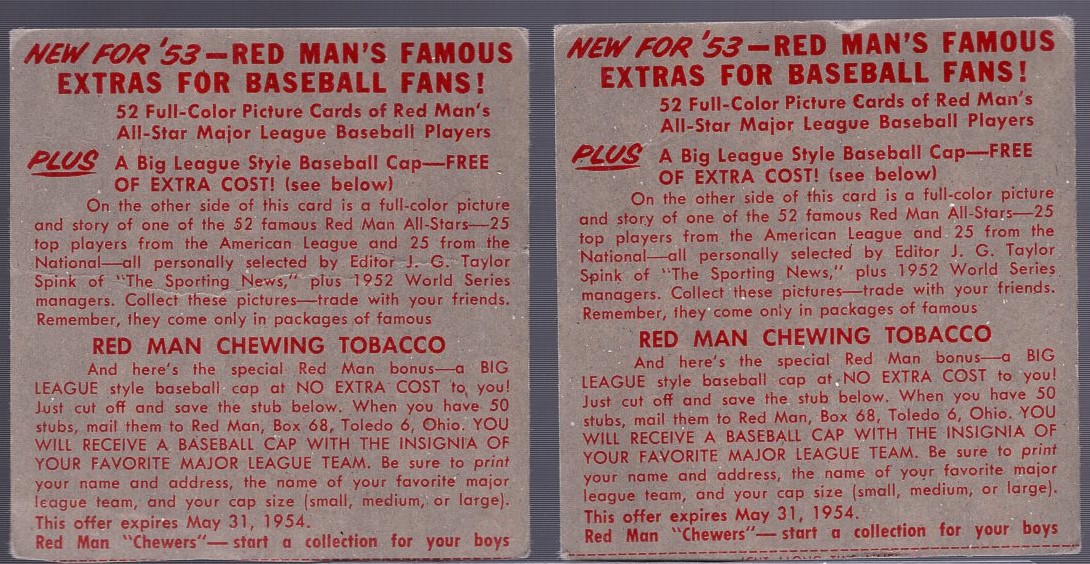 NEW FOR '53—RED MAN'S FAMOUS
EXTRAS FOR BASEBALL FANS!
52 Full-Color Picture Cards of Red Man's
All-Star Major League Baseball Players
PLUS A Big League Style Baseball Cap—FREE
OF EXTRA COST! (see below)
On the other side of this card is a full-color picture
and story of one of the 52 famous Red Man All-Stars—25
top players from the American League and 25 from the
National—all personally selected by Editor J. G. Taylor
Spink of "The Sporting News," plus 1952 World Series
managers. Collect these pictures—trade with your friends.
Remember, they come only in packages of famous
RED MAN CHEWING TOBACCO
And here's the special Red Man bonus—a BIG
LEAGUE style baseball cap at NO EXTRA COST to you!
Just cut off and save the stub below. When you have 50
stubs, mail them to Red Man, Box 68, Toledo 6, Ohio. YOU
WILL RECEIVE A BASEBALL CAP WITH THE INSIGNIA OF
YOUR FAVORITE MAJOR LEAGUE TEAM. Be sure to print
your name and address, the name of your favorite major
league team, and your cap size (small, medium, or large).
This offer expires May 31, 1954.
Red Man "Chewers"—start a collection for your boys
NEW FOR '53—RED MAN'S FAMOUS
EXTRAS FOR BASEBALL FANS!
52 Full-Color Picture Cards of Red Man's
All-Star Major League Baseball Players
PLUS A Big League Style Baseball Cap—FREE
OF EXTRA COST! (see below)
On the other side of this card is a full-color picture
and story of one of the 52 famous Red Man All-Stars—25
top players from the American League and 25 from the
National—all personally selected by Editor J. G. Taylor
Spink of "The Sporting News," plus 1952 World Series
managers. Collect these pictures—trade with your friends.
Remember, they come only in packages of famous
RED MAN CHEWING TOBACCO
And here's the special Red Man bonus—a BIG
LEAGUE style baseball cap at NO EXTRA COST to you!
Just cut off and save the stub below. When you have 50
stubs, mail them to Red Man, Box 68, Toledo 6, Ohio. YOU
WILL RECEIVE A BASEBALL CAP WITH THE INSIGNIA OF
YOUR FAVORITE MAJOR LEAGUE TEAM. Be sure to print
your name and address, the name of your favorite major
league team, and your cap size (small, medium, or large).
This offer expires May 31, 1954.
Red Man "Chewers"—start a collection for your boys